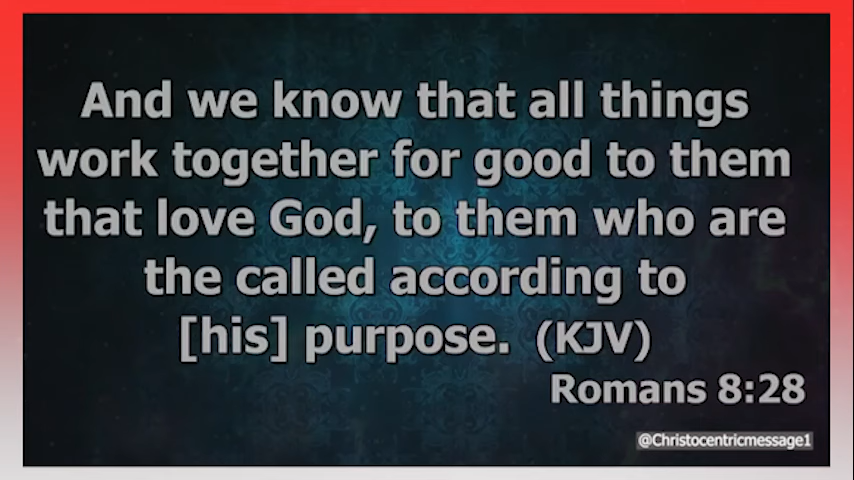 And we know that all things
work together for good to them
that love God, to them who are
the called according to
[his] purpose. (KJV)
Romans 8:28
@Christocentricmessage1